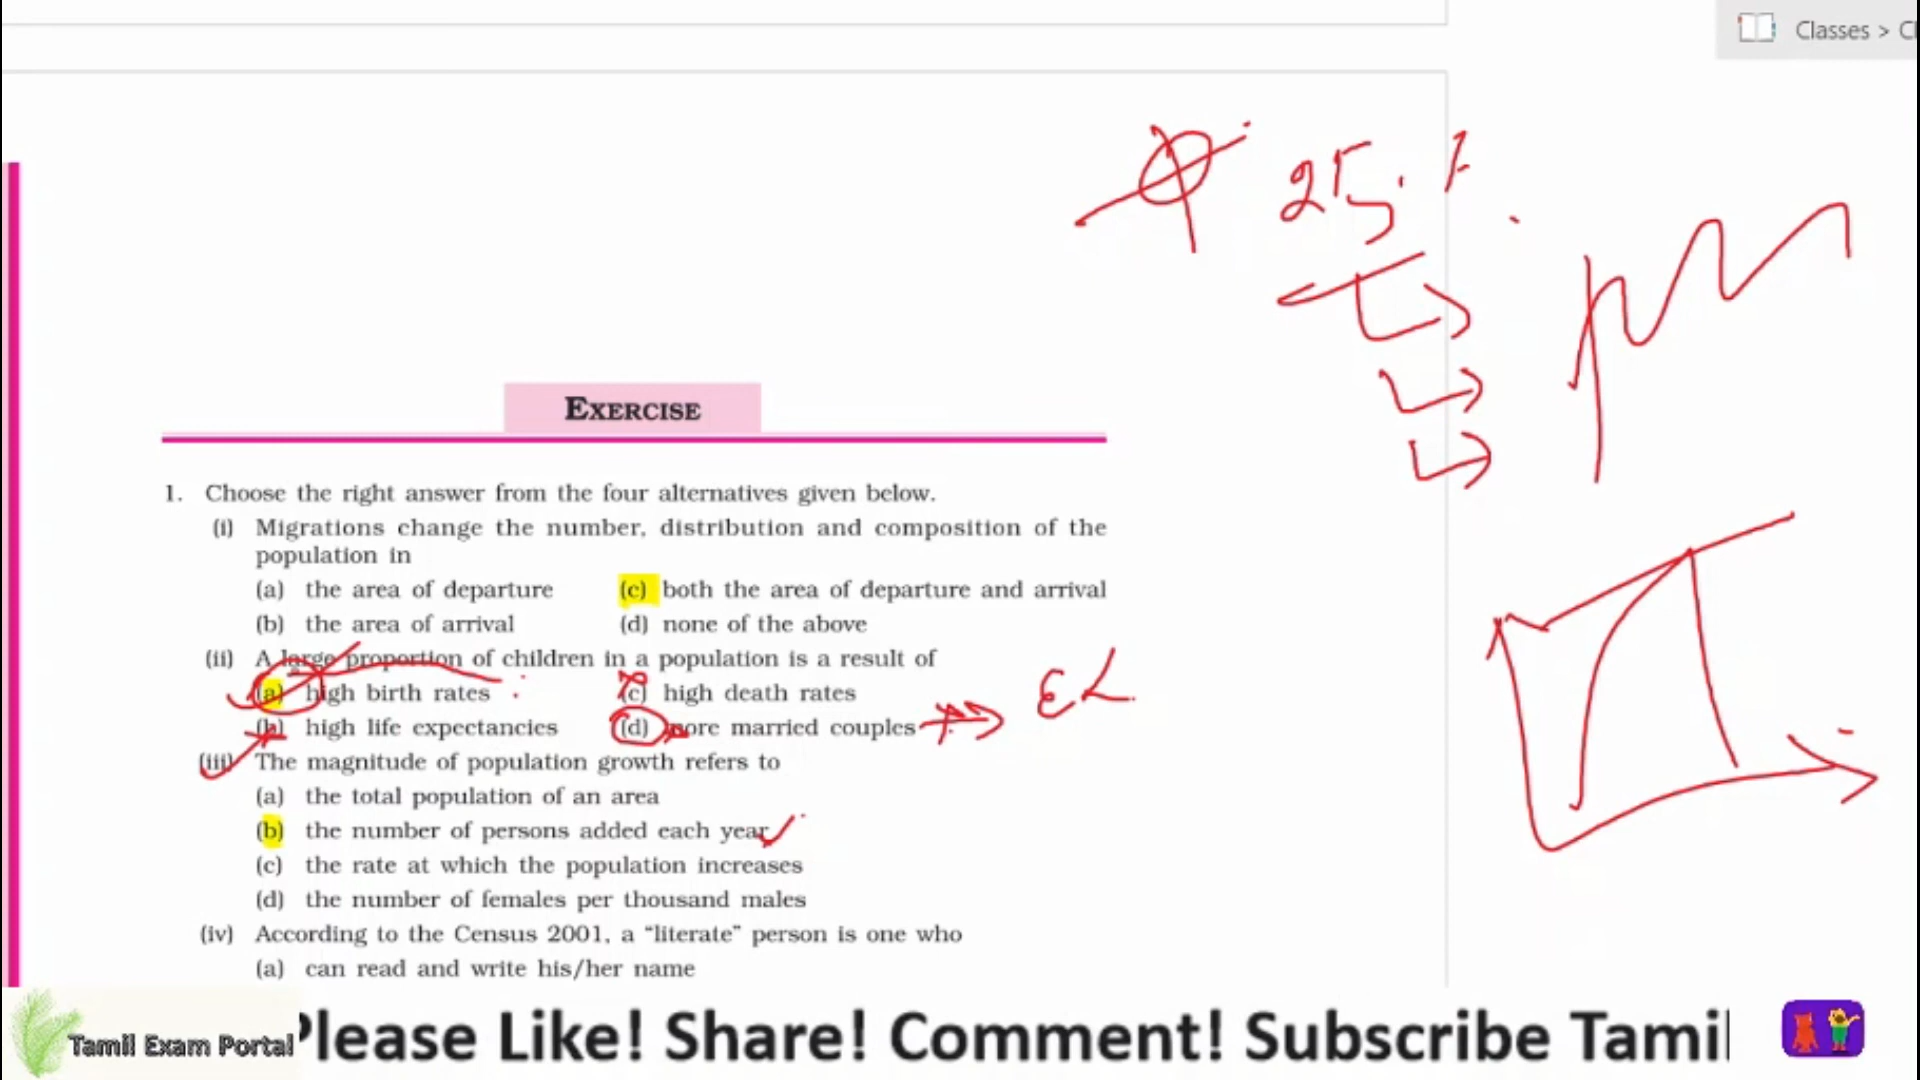 Classes >
25.
EXERCISE
1. Choose the right answer from the four alternatives given below.
(i) Migrations change the number, distribution and composition of the
population in
(a) the area of departure (c) both the area of departure and arrival
(b) the area of arrival (d) none of the above
(ii) A large proportion of children in a population is a result of
(a) high birth rates (c) high death rates
(b) high life expectancies (d) more married couples
(iii) The magnitude of population growth refers to
(a) the total population of an area
(b) the number of persons added each year
(c) the rate at which the population increases
(d) the number of females per thousand males
(iv) According to the Census 2001, a “literate” person is one who
(a) can read and write his/her name
Tamil Exam Portal
Please Like! Share! Comment! Subscribe Tamil